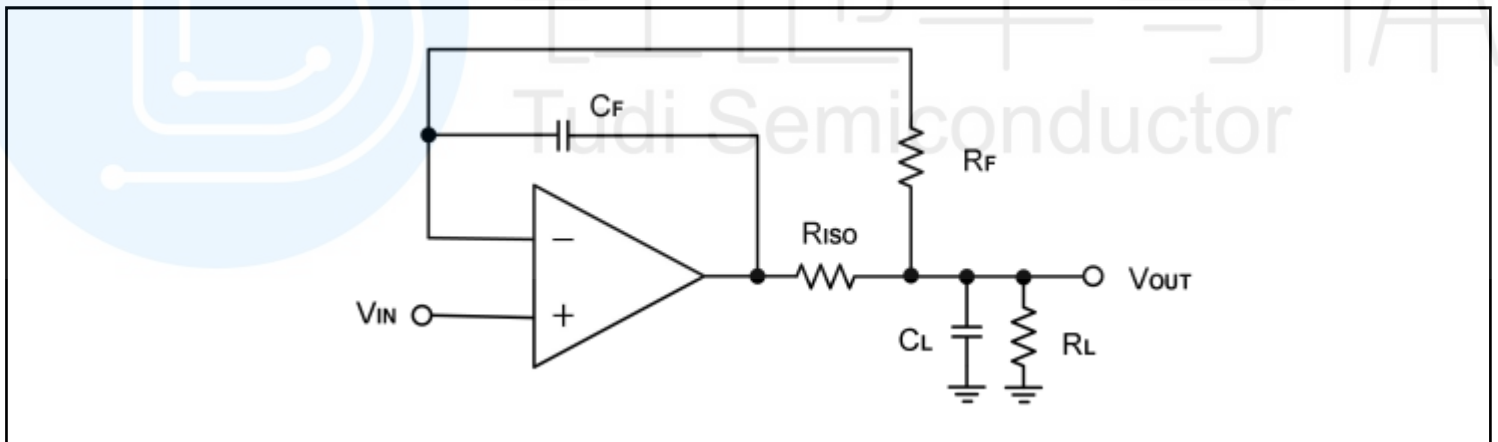 Tudi Semiconductor
CF
RF
RISO
−
VIN
+
VOUT
CL
RL